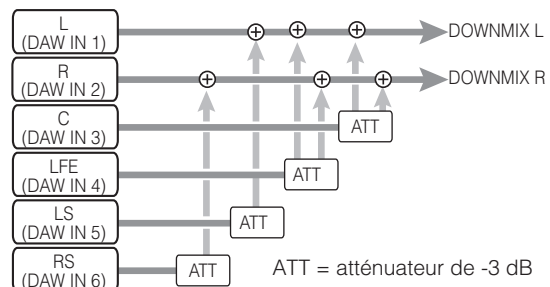 L
(DAW IN 1)
DOWNMIX L
R
(DAW IN 2)
DOWNMIX R
C
(DAW IN 3)
ATT
LFE
(DAW IN 4)
ATT
LS
(DAW IN 5)
ATT
RS
(DAW IN 6)
ATT
ATT = atténuateur de -3 dB